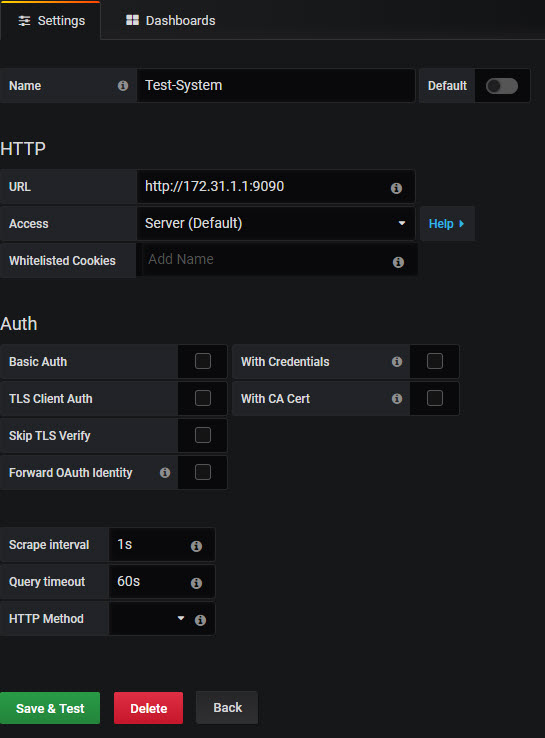 Settings Dashboards
Name Test-System Default
HTTP
URL http://172.31.1.1:9090
Access Server (Default) Help
Whitelisted Cookies Add Name
Auth
Basic Auth With Credentials
TLS Client Auth With CA Cert
Skip TLS Verify
Forward OAuth Identity
Scrape interval 1s
Query timeout 60s
HTTP Method
Save & Test Delete Back